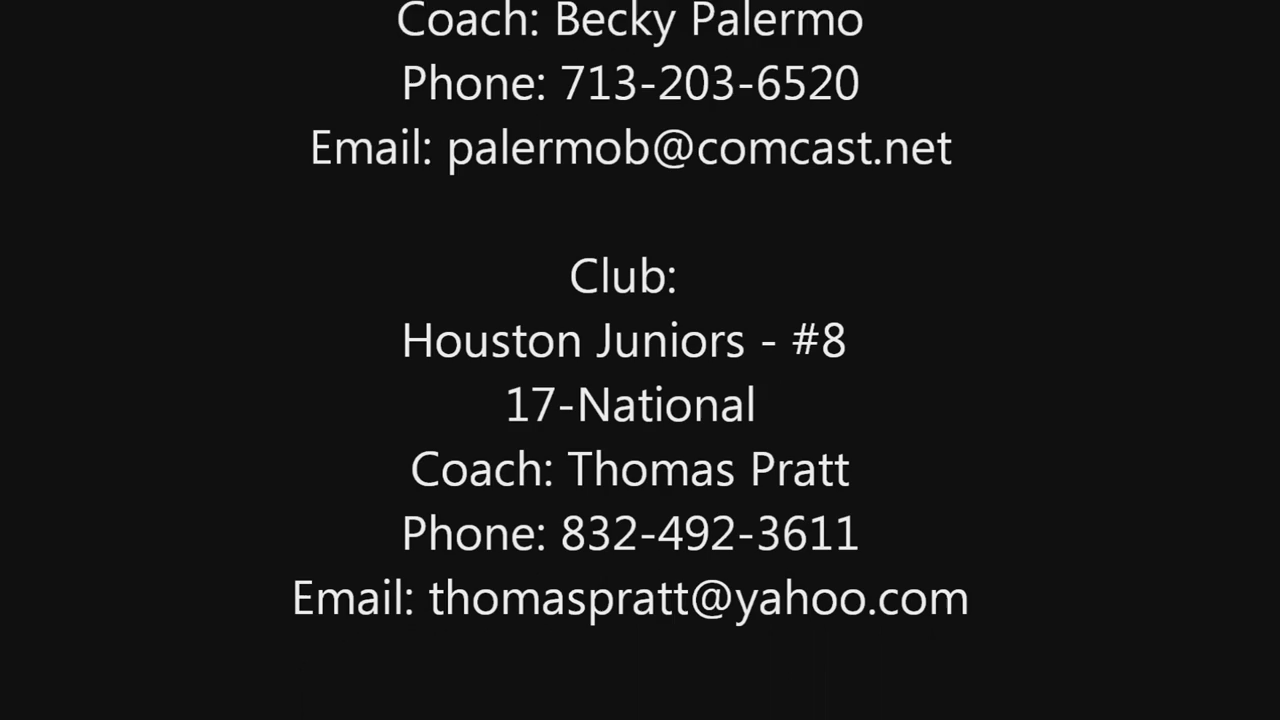 Coach: Becky Palermo
Phone: 713-203-6520
Email: palermob@comcast.net
Club:
Houston Juniors - #8
17-National
Coach: Thomas Pratt
Phone: 832-492-3611
Email: thomaspratt@yahoo.com